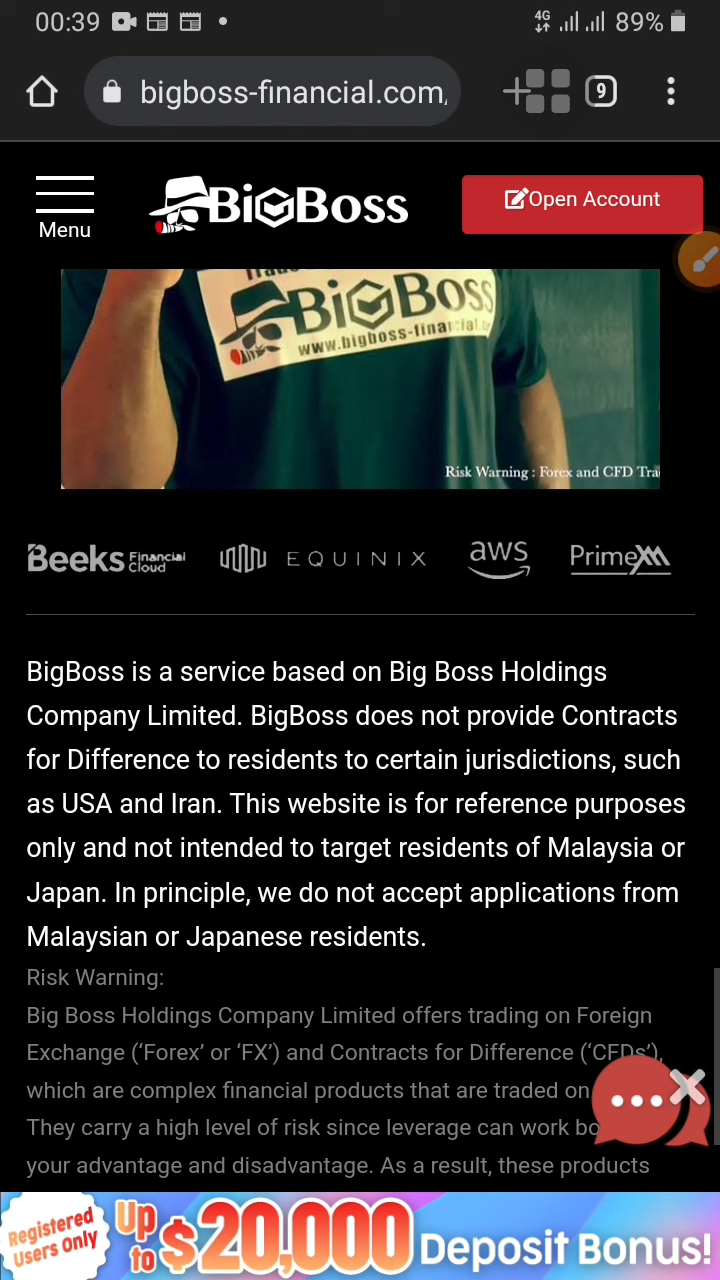 00:39
4G
89%
bigboss-financial.com,
9
Menu
BigBoss
Open Account
BigBoss
www.bigboss-financial.c
Risk Warning : Forex and CFD Tra
Beeks Financial Cloud
EQUINIX
aws
PrimeXM
BigBoss is a service based on Big Boss Holdings
Company Limited. BigBoss does not provide Contracts
for Difference to residents to certain jurisdictions, such
as USA and Iran. This website is for reference purposes
only and not intended to target residents of Malaysia or
Japan. In principle, we do not accept applications from
Malaysian or Japanese residents.
Risk Warning:
Big Boss Holdings Company Limited offers trading on Foreign
Exchange (‘Forex’ or ‘FX’) and Contracts for Difference (‘CFDs’),
which are complex financial products that are traded on
They carry a high level of risk since leverage can work bo
your advantage and disadvantage. As a result, these products
Registered
Users only
Up
to
$20,000
Deposit Bonus!